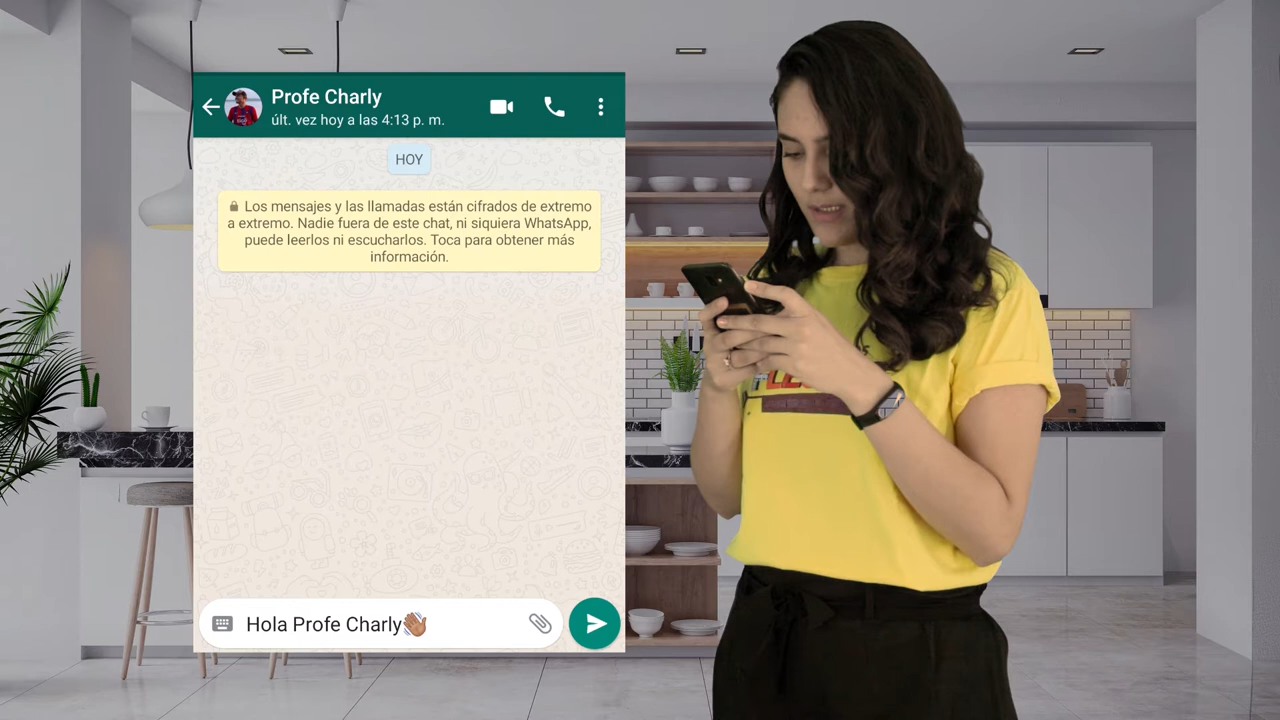 Profe Charly
últ. vez hoy a las 4:13 p. m.
HOY
Los mensajes y las llamadas están cifrados de extremo
a extremo. Nadie fuera de este chat, ni siquiera WhatsApp,
puede leerlos ni escucharlos. Toca para obtener más
información.
Hola Profe Charly👋🏽